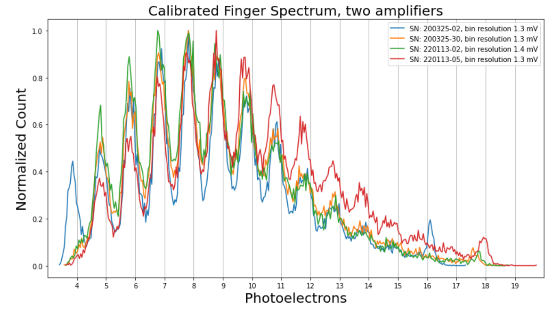 Calibrated Finger Spectrum, two amplifiers
SN: 200325-02, bin resolution 1.3 mV
SN: 200325-30, bin resolution 1.3 mV
SN: 220113-02, bin resolution 1.4 mV
SN: 220113-05, bin resolution 1.3 mV
Normalized Count
1.0
0.8
0.6
0.4
0.2
0.0
4 5 6 7 8 9 10 11 12 13 14 15 16 17 18 19
Photoelectrons